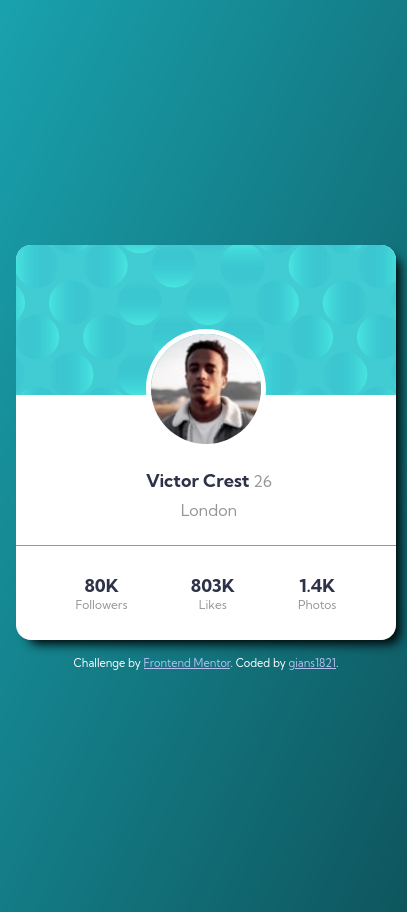 Victor Crest 26
London
80K 803K 1.4K
Followers Likes Photos
Challenge by Frontend Mentor. Coded by gians1821.